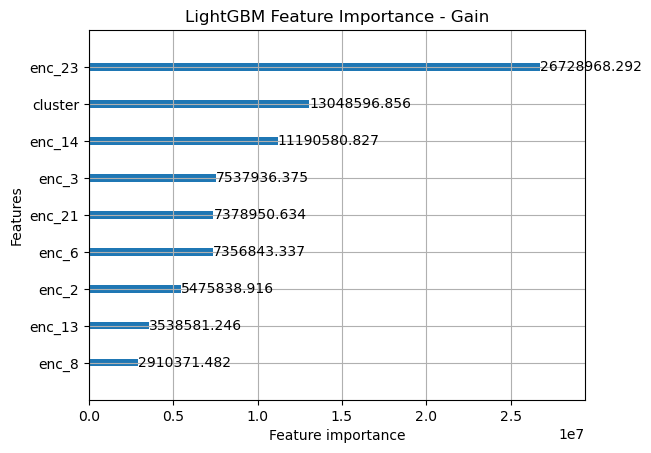 LightGBM Feature Importance - Gain
enc_23 26728968.292
cluster 13048596.856
enc_14 11190580.827
enc_3 7537936.375
enc_21 7378950.634
enc_6 7356843.337
enc_2 5475838.916
enc_13 3538581.246
enc_8 2910371.482
Features
0.0 0.5 1.0 1.5 2.0 2.5
1e7
Feature importance